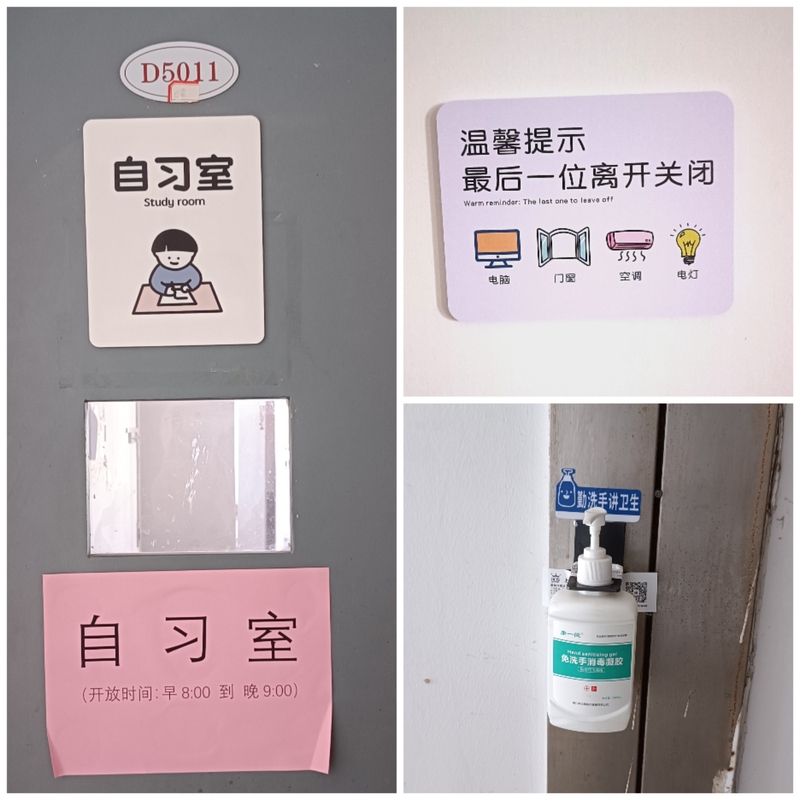 D5011
自习室
Study room
自习室
(开放时间:早8:00 到 晚9:00)
温馨提示
最后一位离开关闭
Warm reminder: The last one to leave off
电脑
门窗
空调
电灯
勤洗手讲卫生
Hand sanitizing gel
免洗手消毒凝胶